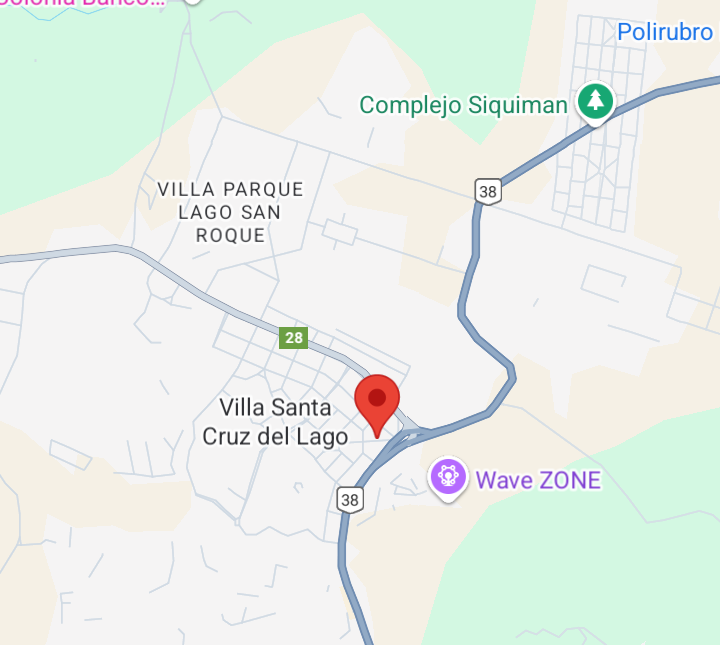 Polirubro
Complejo Siquiman
38
VILLA PARQUE
LAGO SAN
ROQUE
28
Villa Santa
Cruz del Lago
Wave ZONE
38